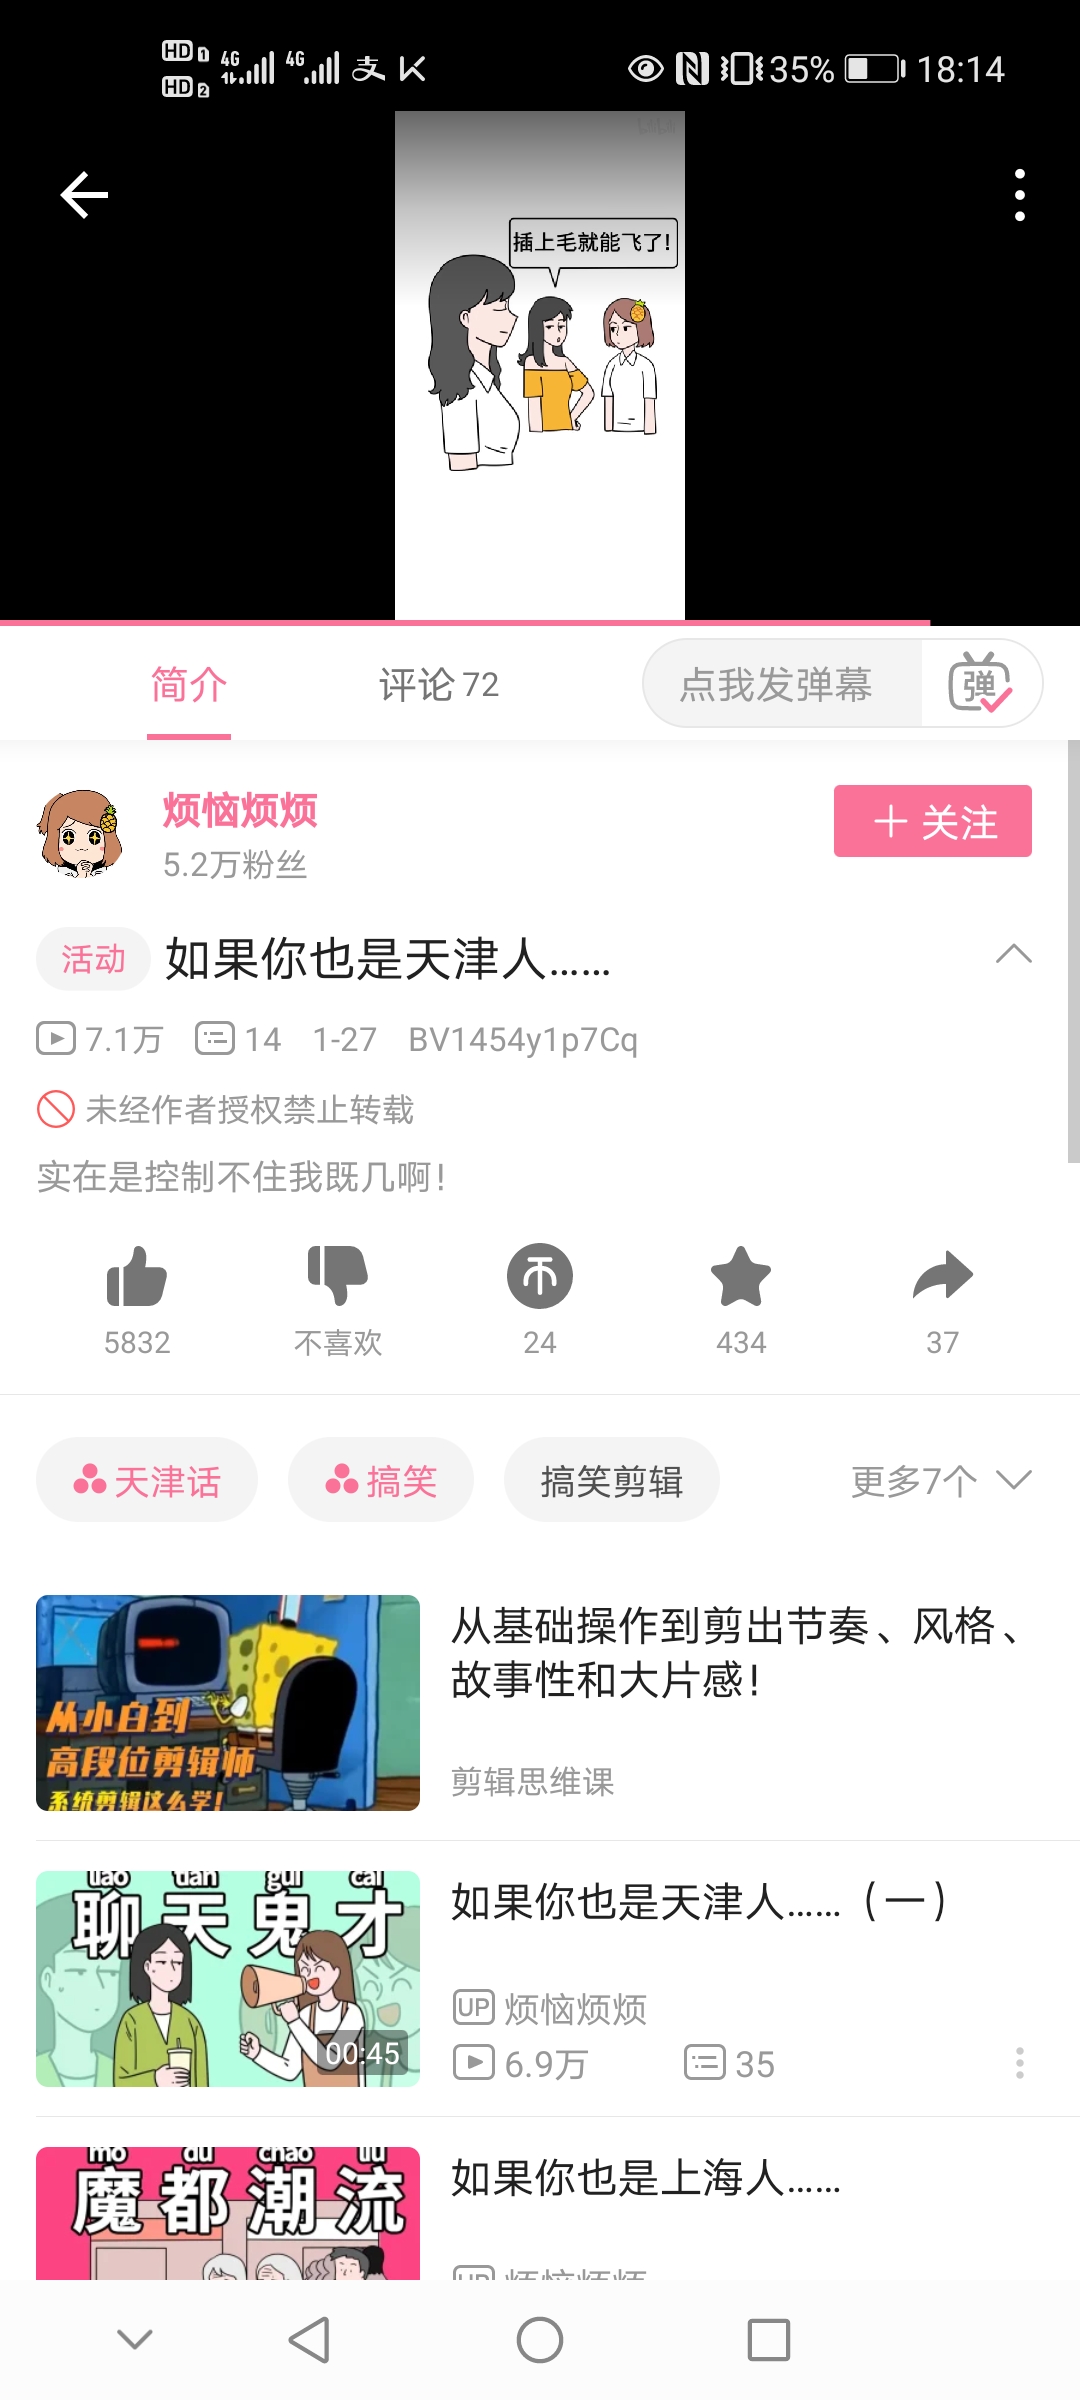 HD 1 4G 4G 支 K 35% 18:14
HD 2
插上毛就能飞了!
简介 评论 72 点我发弹幕 弹
烦恼烦烦
5.2万粉丝
+ 关注
活动 如果你也是天津人......
7.1万 14 1-27 BV1454y1p7Cq
未经作者授权禁止转载
实在是控制不住我既几啊!
5832 不喜欢 24 434 37
天津话 搞笑 搞笑剪辑 更多7个
从小白到
高段位剪辑师
系统剪辑这么学!
从基础操作到剪出节奏、风格、
故事性和大片感!
剪辑思维课
liao tian gui cai
聊天鬼才
00:45
如果你也是天津人......(一)
UP 烦恼烦烦
6.9万 35
mo du chao liu
魔都潮流
如果你也是上海人......
UP 烦恼烦烦